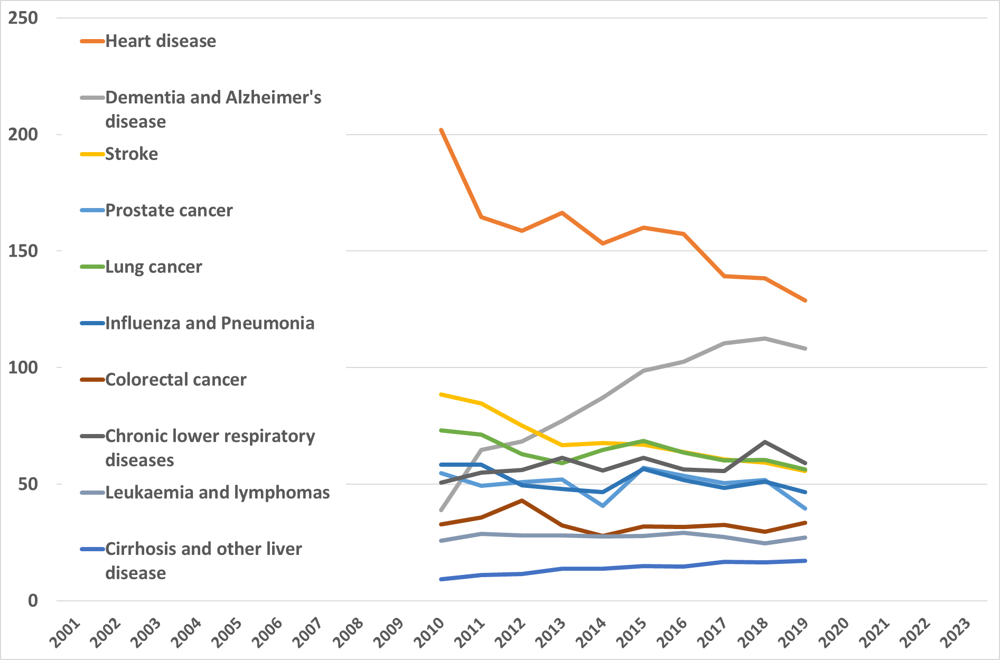 250
Heart disease
Dementia and Alzheimer's
disease
200
Stroke
Prostate cancer
150
Lung cancer
Influenza and Pneumonia
100
Colorectal cancer
Chronic lower respiratory
diseases
50
Leukaemia and lymphomas
Cirrhosis and other liver
disease
0
2001 2002 2003 2004 2005 2006 2007 2008 2009 2010 2011 2012 2013 2014 2015 2016 2017 2018 2019 2020 2021 2022 2023